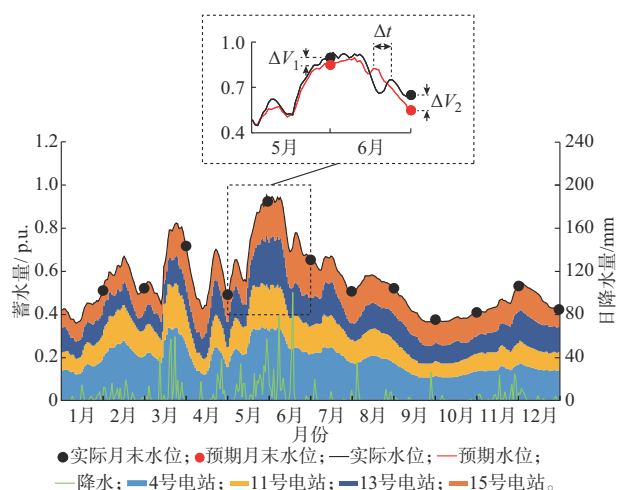 1.0
0.7
0.4
ΔV₁
Δt
ΔV₂
5月 6月
1.2
1.0
0.8
0.6
0.4
0.2
0
蓄水量/ p.u.
240
200
160
120
80
40
0
日降水量/mm
1月 2月 3月 4月 5月 6月 7月 8月 9月 10月 11月 12月
月份
实际月末水位; 预期月末水位; 实际水位; 预期水位;
降水; 4号电站; 11号电站; 13号电站; 15号电站。